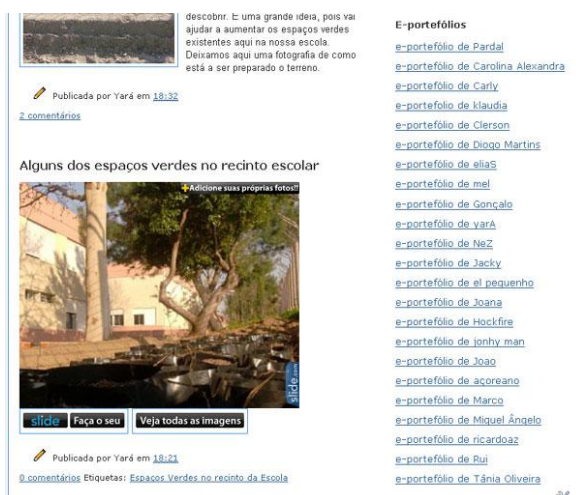 descobrir. É uma grande ideia, pois vai
ajudar a aumentar os espaços verdes
existentes aqui na nossa escola.
Deixamos aqui uma fotografia de como
está a ser preparado o terreno.
Publicada por Yará em 18:32
2 comentários
Alguns dos espaços verdes no recinto escolar
+Adicione suas próprias fotos!!
slide.com
slide Faça o seu Veja todas as imagens
Publicada por Yará em 18:21
0 comentários Etiquetas: Espaços Verdes no recinto da Escola
E-portefólios
e-portefólio de Pardal
e-portefólio de Carolina Alexandra
e-portefólio de Carly
e-portefólio de klaudia
e-portefólio de Clerson
e-portefólio de Diogo Martins
e-portefólio de eliaS
e-portefólio de mel
e-portefólio de Gonçalo
e-portefólio de yarA
e-portefólio de NeZ
e-portefólio de Jacky
e-portefólio de el pequenho
e-portefólio de Joana
e-portefólio de Hockfire
e-portefólio de jonhy man
e-portefólio de Joao
e-portefólio de açoreano
e-portefólio de Marco
e-portefólio de Miguel Ângelo
e-portefólio de ricardoaz
e-portefólio de Rui
e-portefólio de Tânia Oliveira